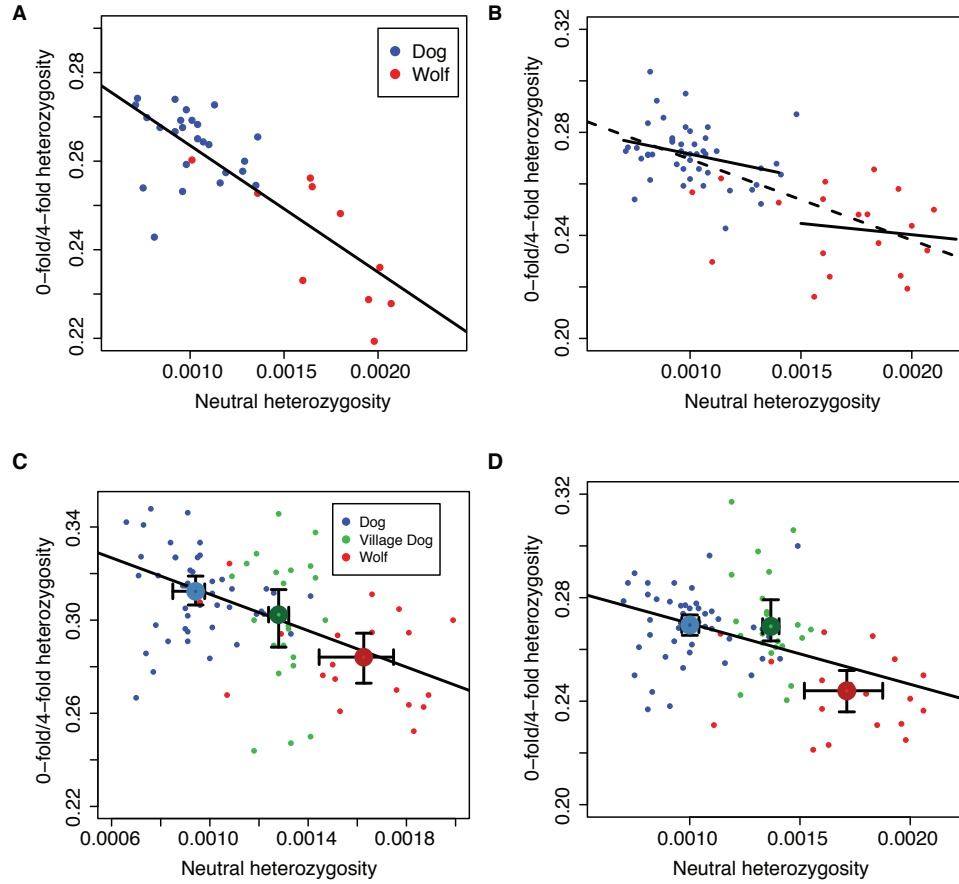 A
0−fold/4−fold heterozygosity
0.28
0.26
0.24
0.22
Dog
Wolf
0.0010
0.0015
0.0020
Neutral heterozygosity
B
0−fold/4−fold heterozygosity
0.32
0.28
0.24
0.20
0.0010
0.0015
0.0020
Neutral heterozygosity
C
0−fold/4−fold heterozygosity
0.34
0.30
0.26
0.22
Dog
Village Dog
Wolf
0.0006
0.0010
0.0014
0.0018
Neutral heterozygosity
D
0−fold/4−fold heterozygosity
0.32
0.28
0.24
0.20
0.0010
0.0015
0.0020
Neutral heterozygosity